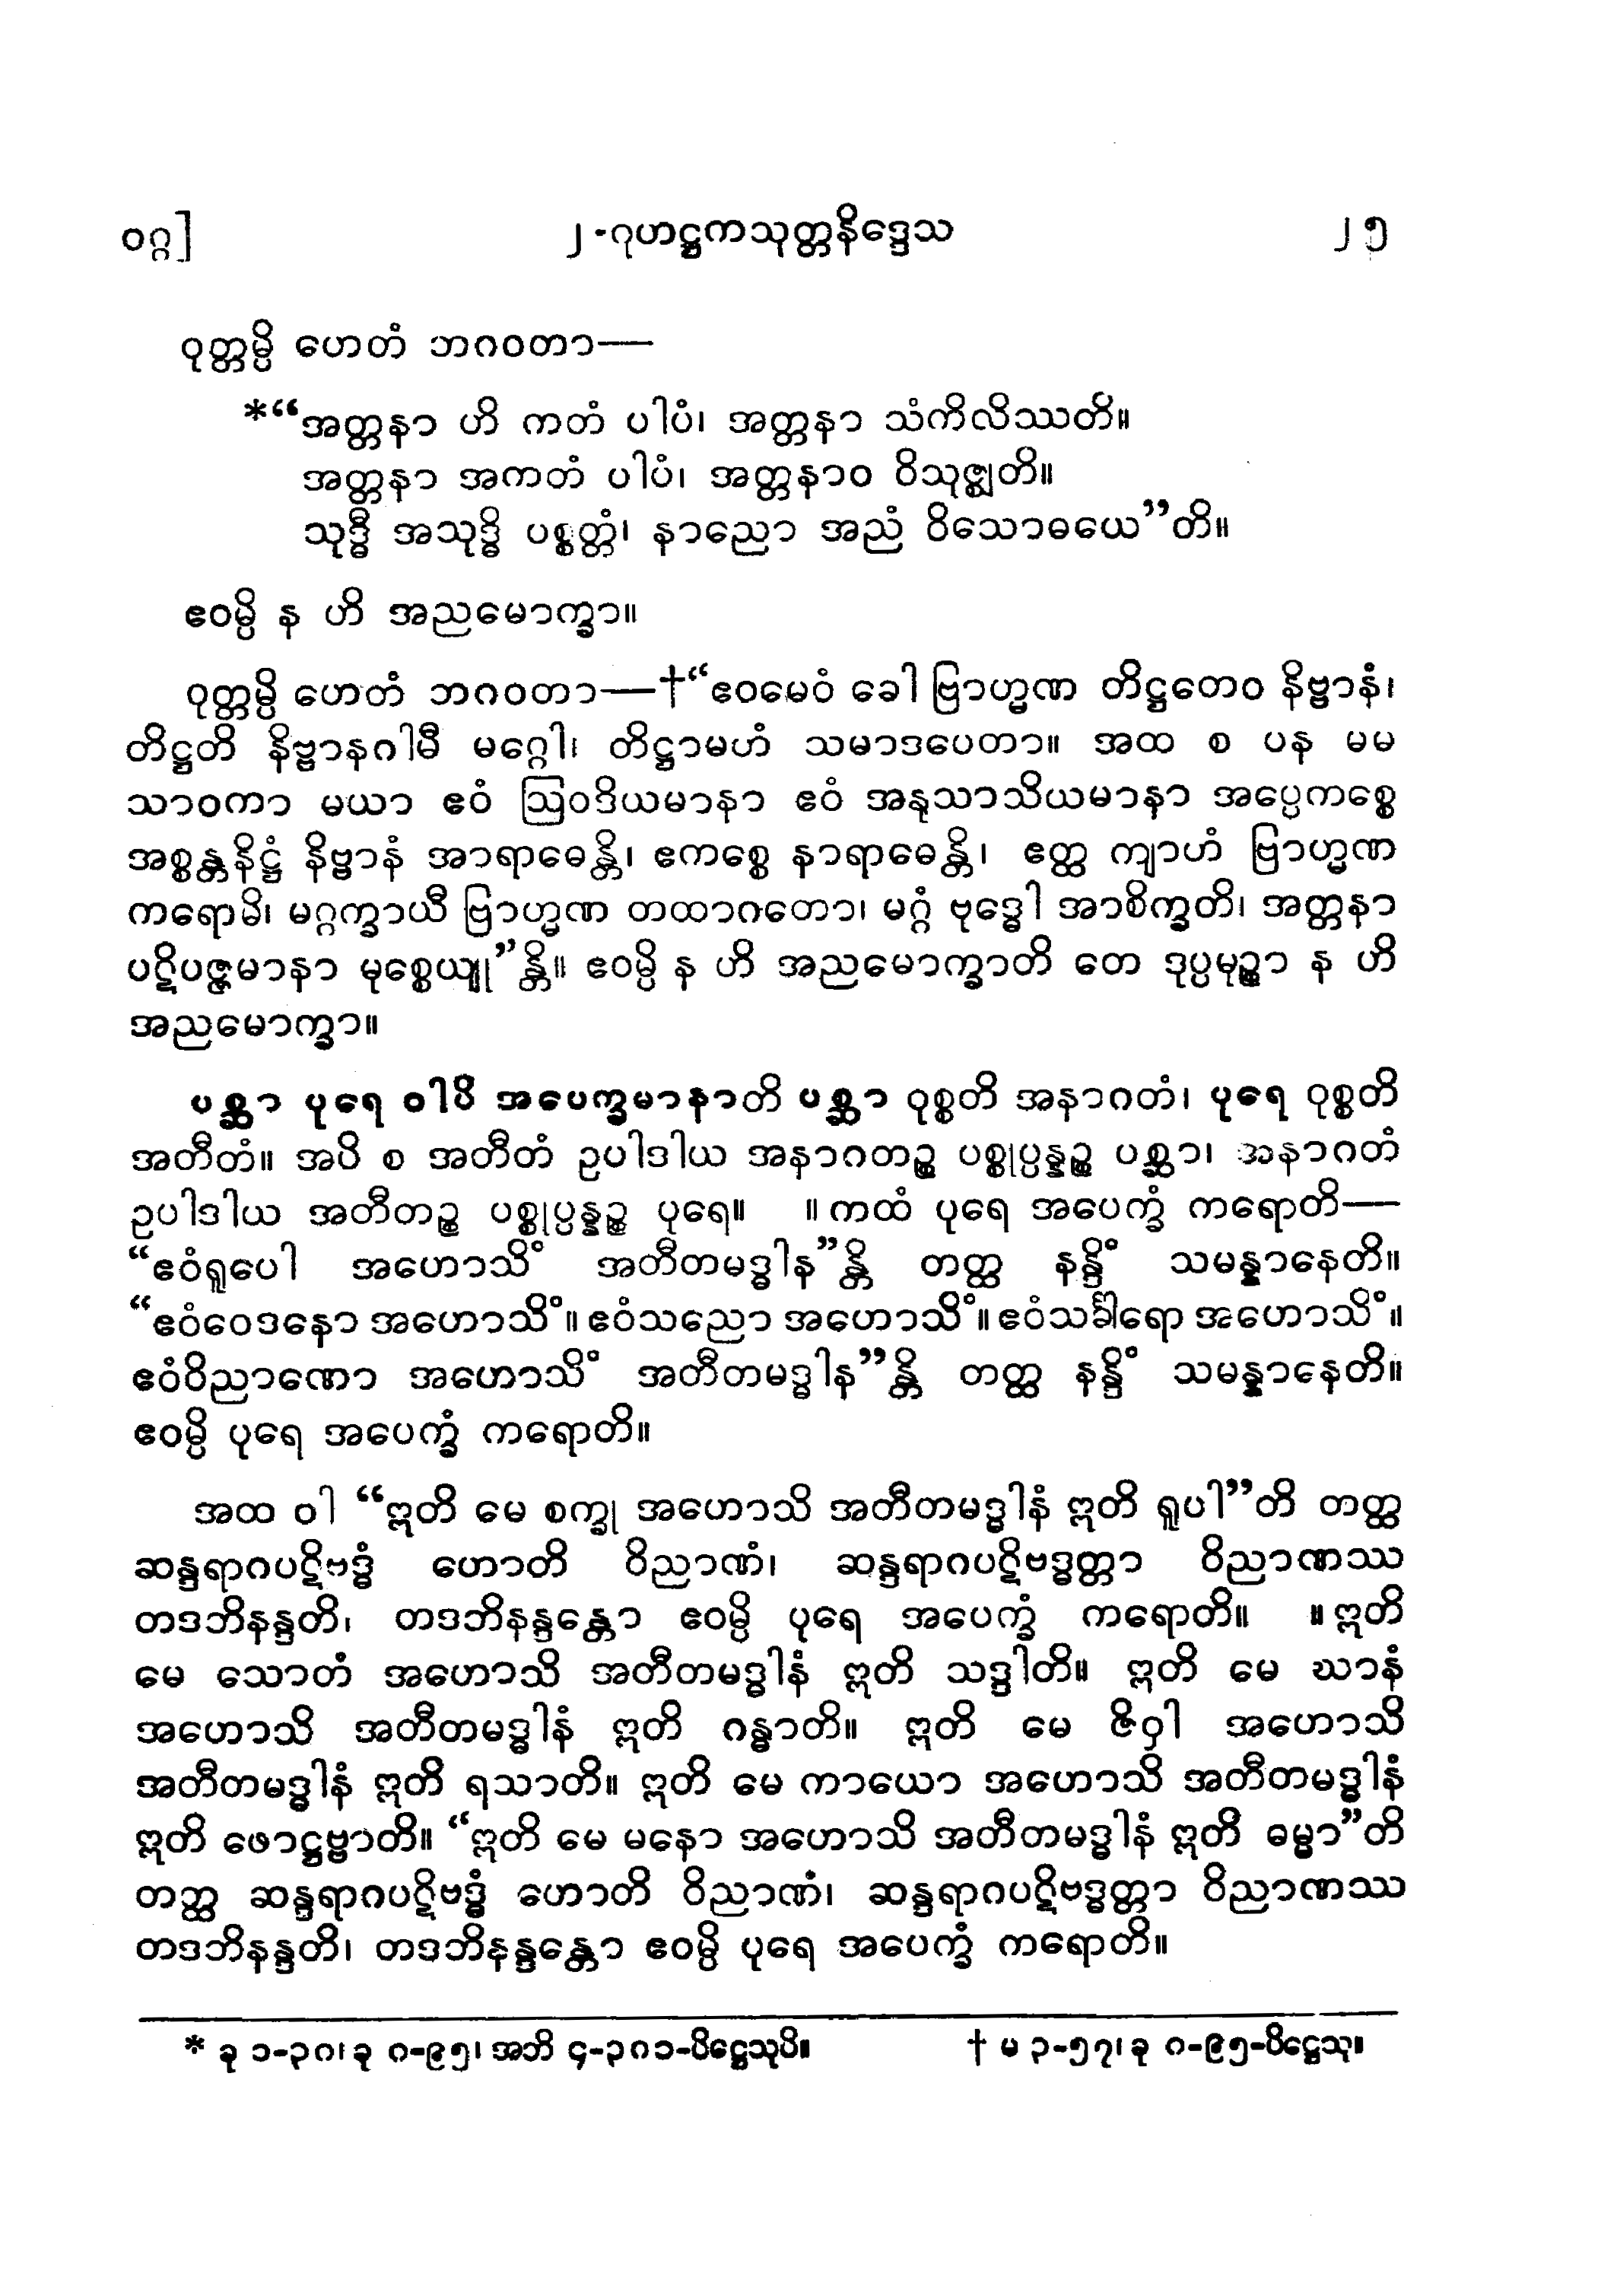 ဝဂ္ဂ]
၂-ဂုဟဋ္ဌကသုတ္တနိဒ္ဒေသ
၂၅
ဝုတ္တမ္ပိ ဟေတံ ဘဂဝတာ—
*“အတ္တနာ ဟိ ကတံ ပါပံ၊ အတ္တနာ သံကိလိဿတိ။
အတ္တနာ အကတံ ပါပံ၊ အတ္တနာဝ ဝိသုဇ္ဈတိ။
သုဒ္ဓီ အသုဒ္ဓိ ပစ္စတ္တံ၊ နာညော အညံ ဝိသောဓယေ”တိ။
ဧဝမ္ပိ န ဟိ အညမောက္ခာ။
ဝုတ္တမ္ပိ ဟေတံ ဘဂဝတာ—†“ဧဝမေဝံ ခေါ ဗြာဟ္မဏ တိဋ္ဌတေဝ နိဗ္ဗာနံ၊
တိဋ္ဌတိ နိဗ္ဗာနဂါမီ မဂ္ဂေါ၊ တိဋ္ဌာမဟံ သမာဒပေတာ။ အထ စ ပန မမ
သာဝကာ မယာ ဧဝံ ဩဝဒိယမာနာ ဧဝံ အနုသာသိယမာနာ အပ္ပေကစ္စေ
အစ္စန္တနိဋ္ဌံ နိဗ္ဗာနံ အာရာဓေန္တိ၊ ဧကစ္စေ နာရာဓေန္တိ၊ ဧတ္ထ ကျာဟံ ဗြာဟ္မဏ
ကရောမိ၊ မဂ္ဂက္ခာယီ ဗြာဟ္မဏ တထာဂတော၊ မဂ္ဂံ ဗုဒ္ဓေါ အာစိက္ခတိ၊ အတ္တနာ
ပဋိပဇ္ဇမာနာ မုစ္စေယျု”န္တိ။ ဧဝမ္ပိ န ဟိ အညမောက္ခာတိ တေ ဒုပ္ပမုဉ္စာ န ဟိ
အညမောက္ခာ။
ပစ္ဆာ ပုရေ ဝါပိ အပေက္ခမာနာတိ ပစ္ဆာ ဝုစ္စတိ အနာဂတံ၊ ပုရေ ဝုစ္စတိ
အတီတံ။ အပိ စ အတီတံ ဥပါဒါယ အနာဂတဉ္စ ပစ္စုပ္ပန္နဉ္စ ပစ္ဆာ၊ အနာဂတံ
ဥပါဒါယ အတီတဉ္စ ပစ္စုပ္ပန္နဉ္စ ပုရေ။ ။ကထံ ပုရေ အပေက္ခံ ကရောတိ—
“ဧဝံရူပေါ အဟောသိံ အတီတမဒ္ဓါန”န္တိ တတ္ထ နန္ဒိံ သမန္နာနေတိ။
“ဧဝံဝေဒနော အဟောသိံ။ ဧဝံသညော အဟောသိံ။ ဧဝံသင်္ခါရော အဟောသိံ။
ဧဝံဝိညာဏော အဟောသိံ အတီတမဒ္ဓါန”န္တိ တတ္ထ နန္ဒိံ သမန္နာနေတိ။
ဧဝမ္ပိ ပုရေ အပေက္ခံ ကရောတိ။
အထ ဝါ “ဣတိ မေ စက္ခု အဟောသိ အတီတမဒ္ဓါနံ ဣတိ ရူပါ”တိ တတ္ထ
ဆန္ဒရာဂပဋိဗဒ္ဓံ ဟောတိ ဝိညာဏံ၊ ဆန္ဒရာဂပဋိဗဒ္ဓတ္တာ ဝိညာဏဿ
တဒဘိနန္ဒတိ၊ တဒဘိနန္ဒန္တော ဧဝမ္ပိ ပုရေ အပေက္ခံ ကရောတိ။ ။ဣတိ
မေ သောတံ အဟောသိ အတီတမဒ္ဓါနံ ဣတိ သဒ္ဒါတိ။ ဣတိ မေ ဃာနံ
အဟောသိ အတီတမဒ္ဓါနံ ဣတိ ဂန္ဓာတိ။ ဣတိ မေ ဇိဝှါ အဟောသိ
အတီတမဒ္ဓါနံ ဣတိ ရသာတိ။ ဣတိ မေ ကာယော အဟောသိ အတီတမဒ္ဓါနံ
ဣတိ ဖောဋ္ဌဗ္ဗာတိ။ “ဣတိ မေ မနော အဟောသိ အတီတမဒ္ဓါနံ ဣတိ ဓမ္မာ”တိ
တတ္ထ ဆန္ဒရာဂပဋိဗဒ္ဓံ ဟောတိ ဝိညာဏံ၊ ဆန္ဒရာဂပဋိဗဒ္ဓတ္တာ ဝိညာဏဿ
တဒဘိနန္ဒတိ၊ တဒဘိနန္ဒန္တော ဧဝမ္ပိ ပုရေ အပေက္ခံ ကရောတိ။
* ခု ၁-၃၈၊ ခု ၈-၉၅၊ အဘိ ၄-၃၈၁-ပိဋ္ဌေသုပိ။
† မ ၃-၅၇၊ ခု ၈-၉၅-ပိဋ္ဌေသု။